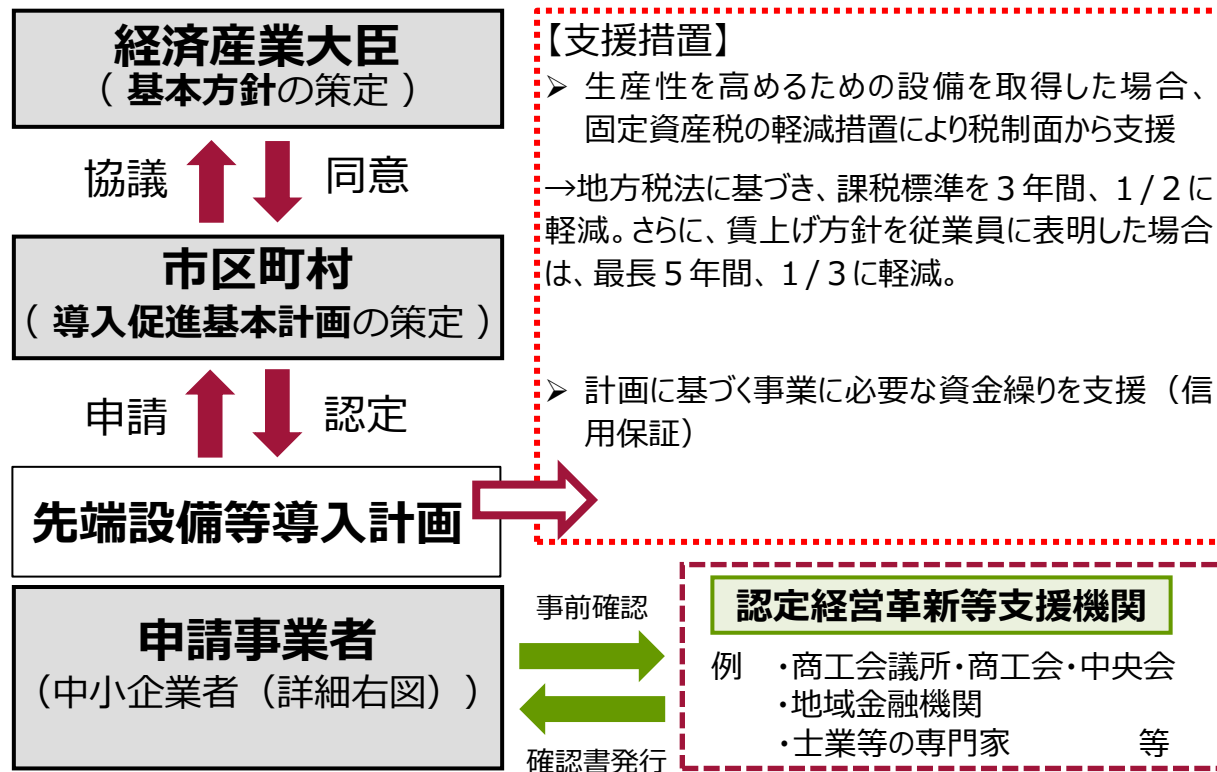 経済産業大臣
（ 基本方針の策定 ）
協議
同意
市区町村
（ 導入促進基本計画の策定 ）
申請
認定
先端設備等導入計画
申請事業者
（中小企業者（詳細右図））
【支援措置】
➢ 生産性を高めるための設備を取得した場合、
固定資産税の軽減措置により税制面から支援
→地方税法に基づき、課税標準を３年間、１/２に
軽減。さらに、賃上げ方針を従業員に表明した場合
は、最長５年間、１/３に軽減。
➢ 計画に基づく事業に必要な資金繰りを支援（信
用保証）
事前確認
確認書発行
認定経営革新等支援機関
例 ・商工会議所・商工会・中央会
・地域金融機関
・士業等の専門家 等